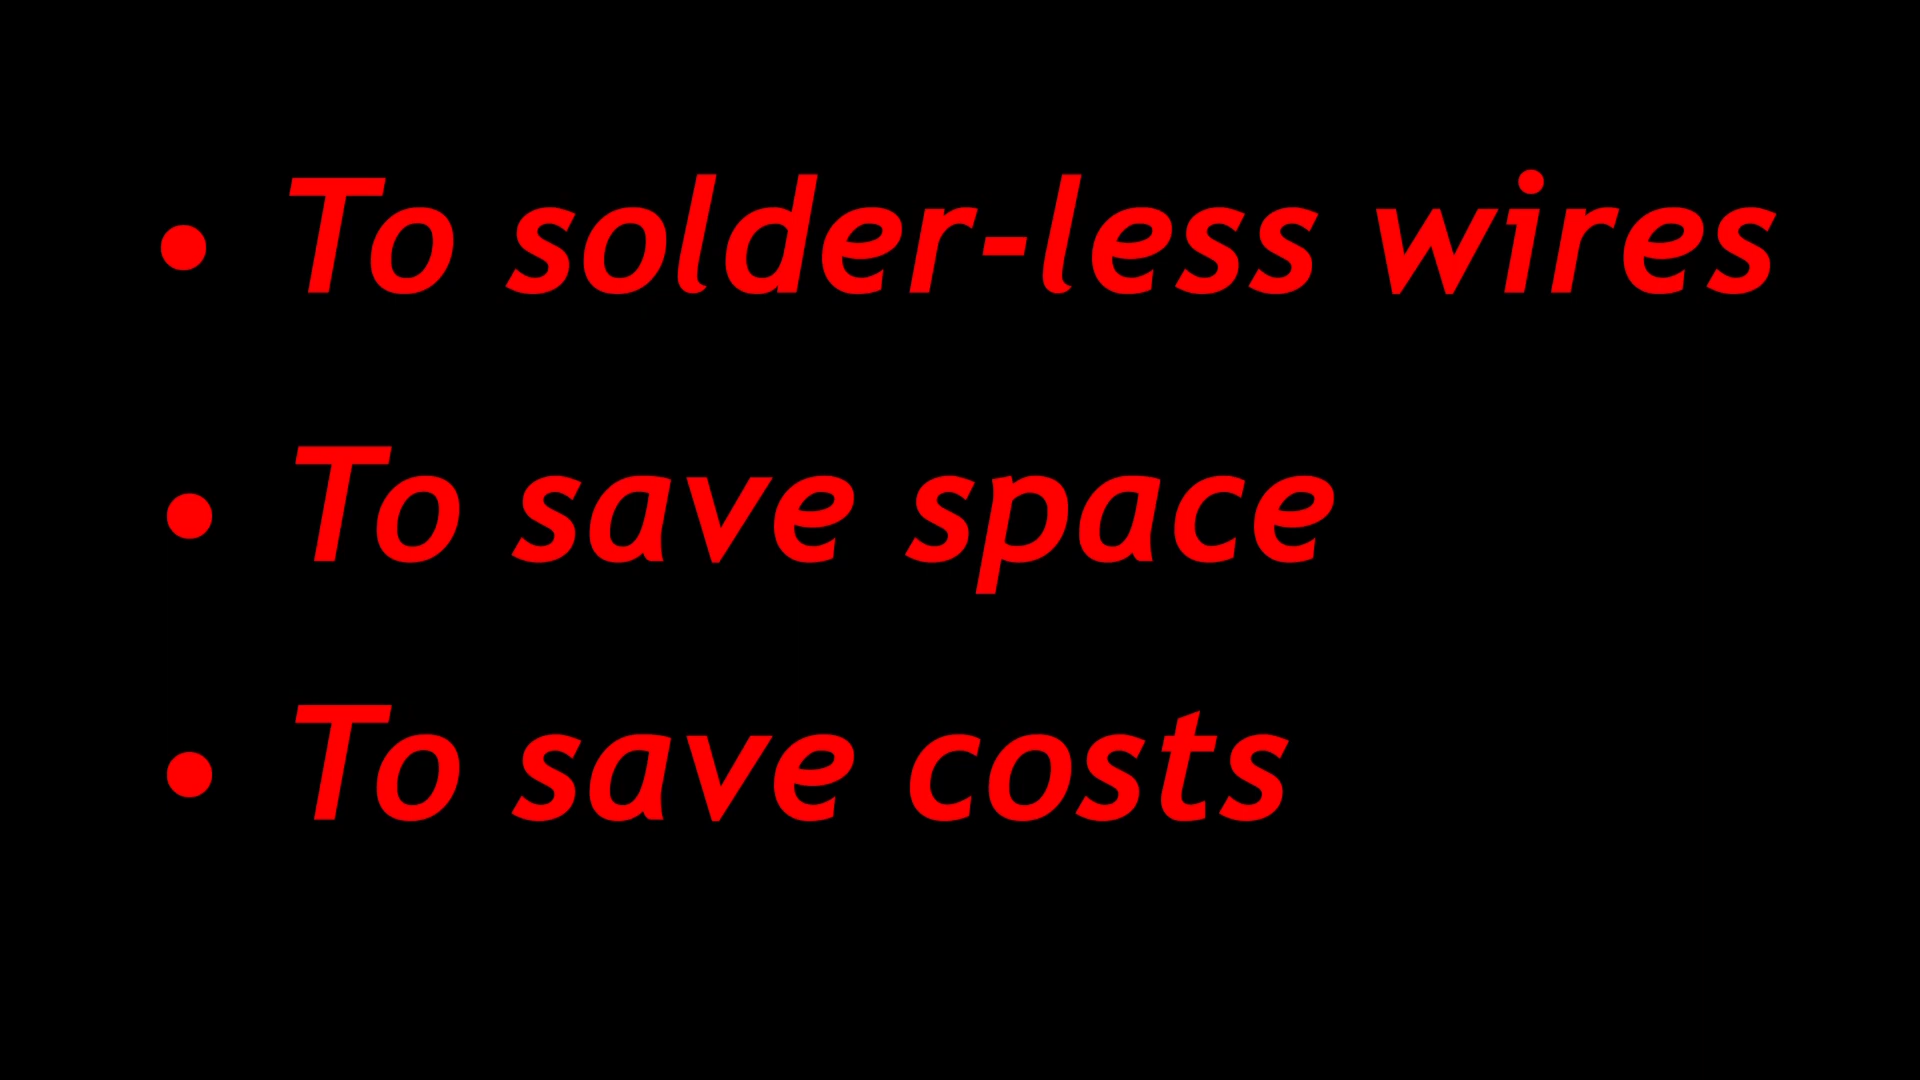 • To solder-less wires
• To save space
• To save costs